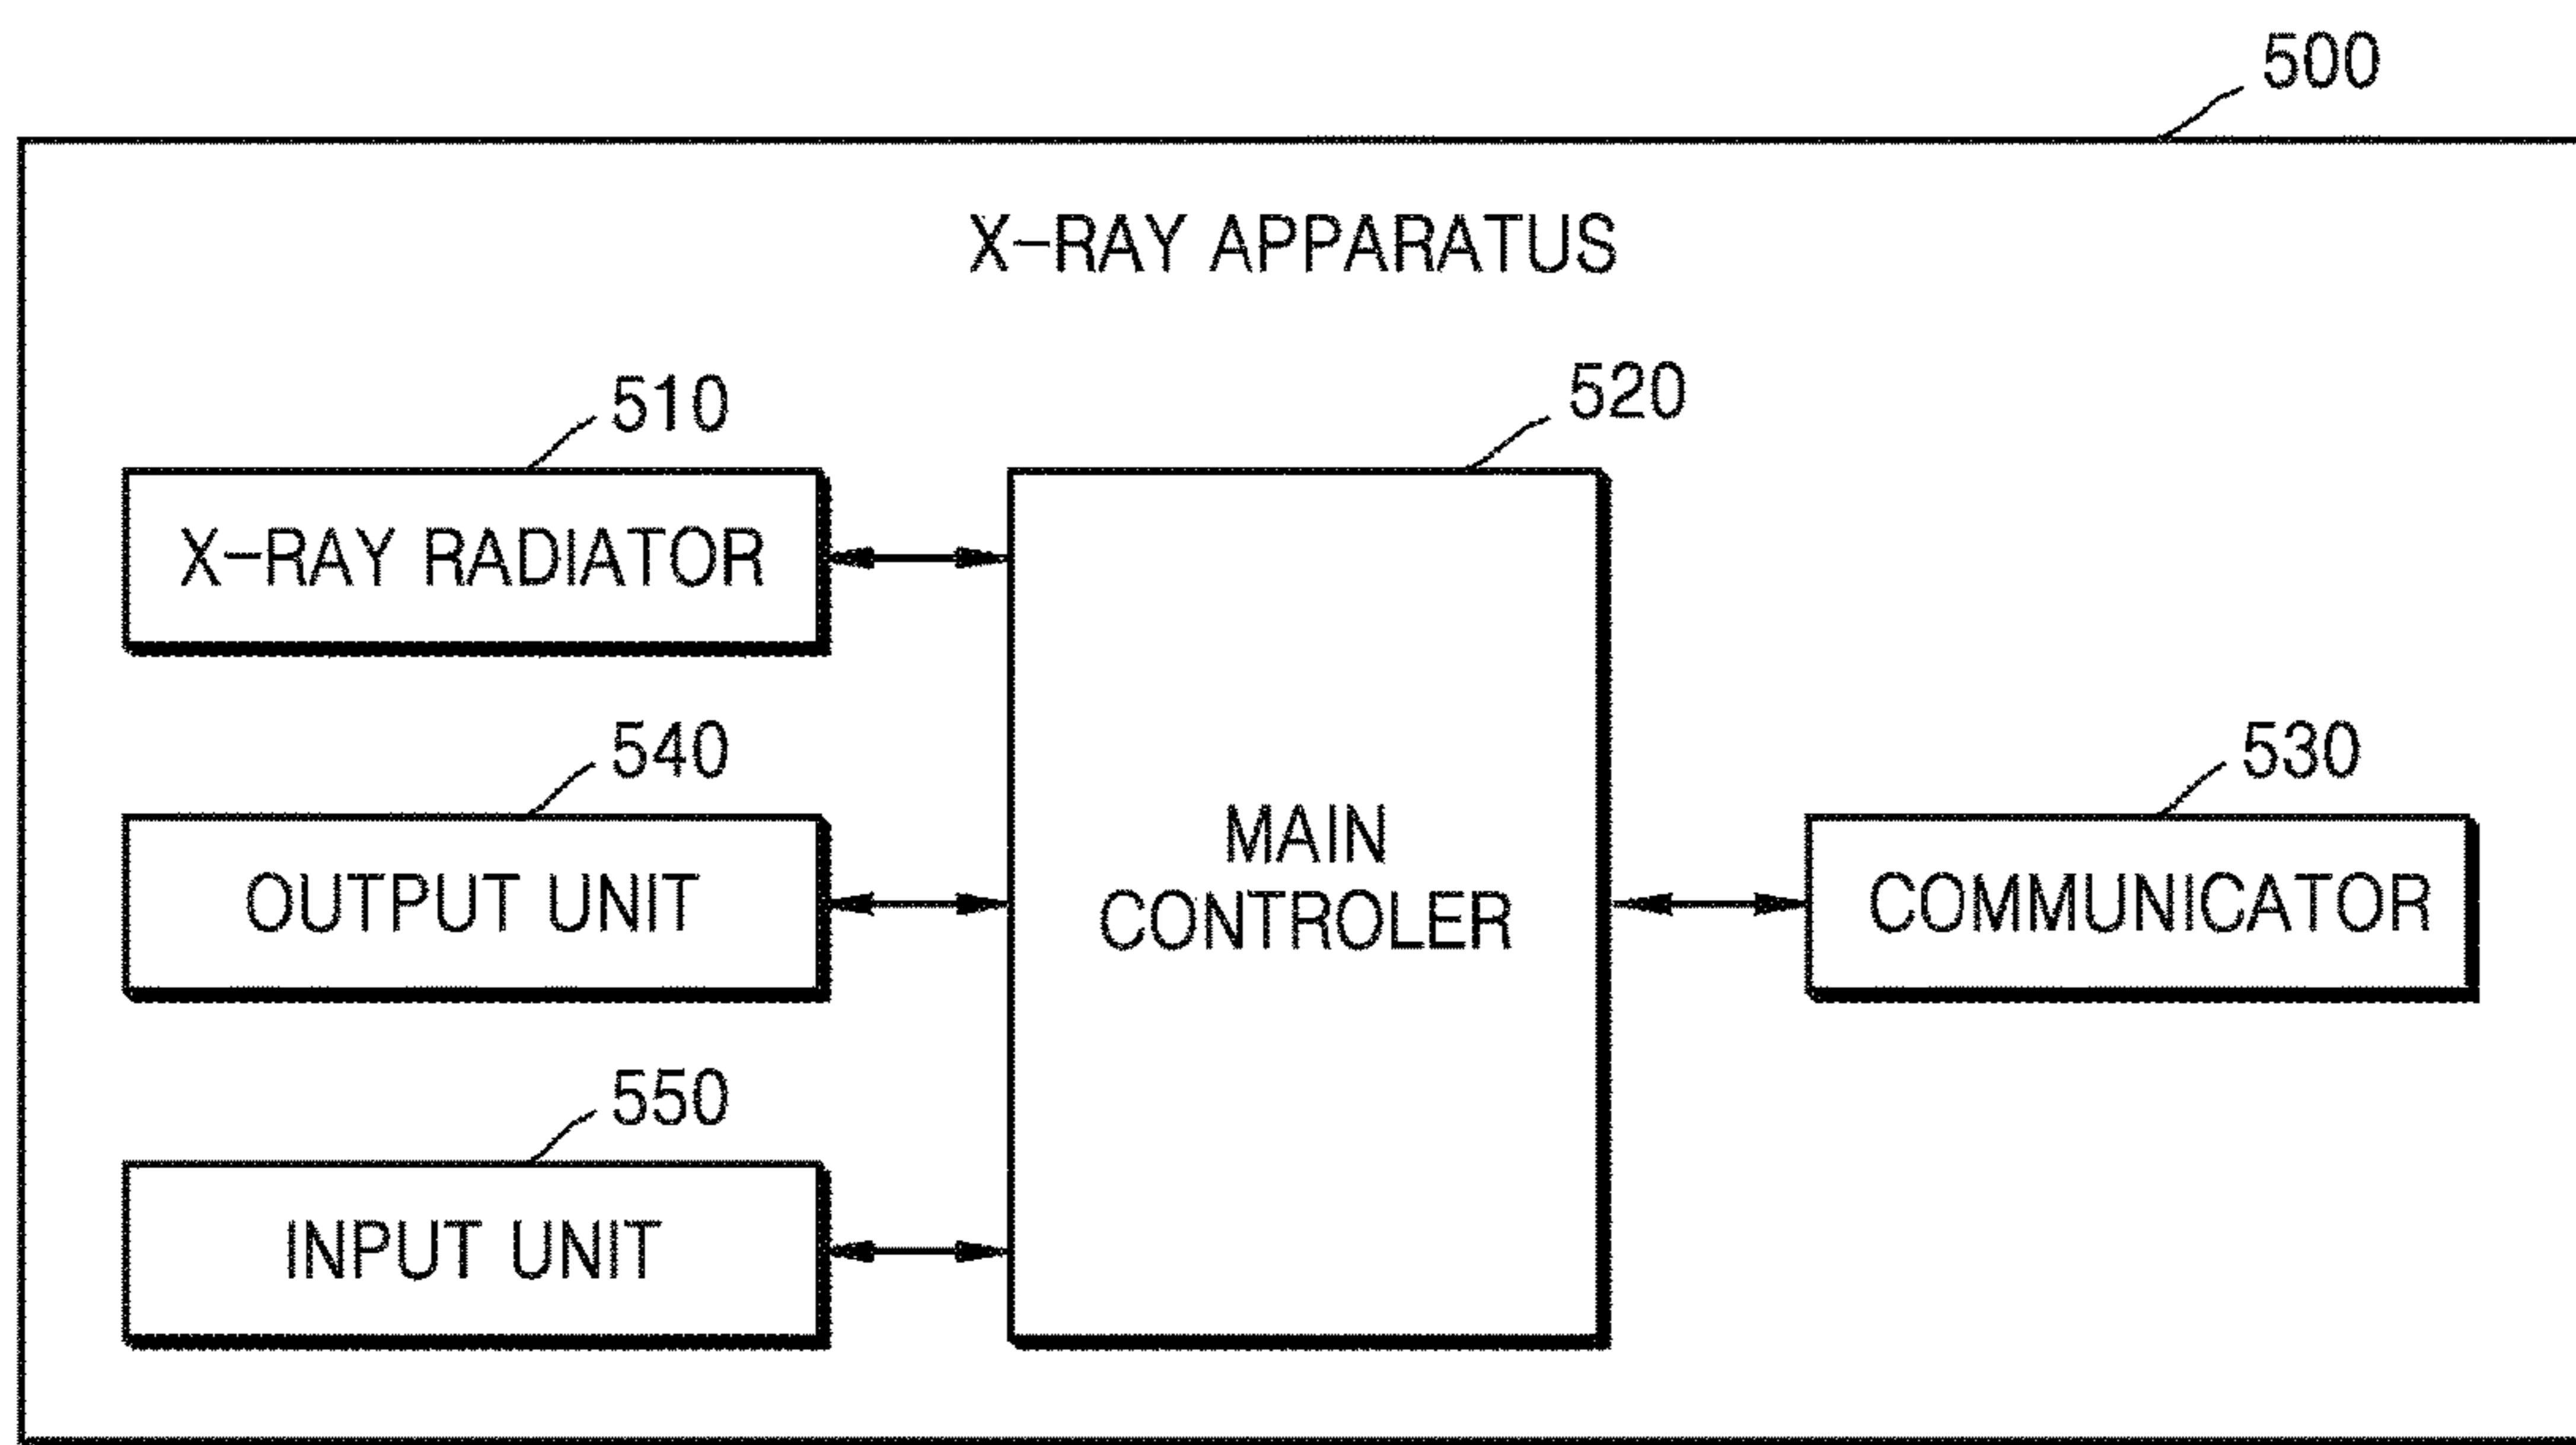 500
X-RAY APPARATUS
510
520
X-RAY RADIATOR
540
530
MAIN
CONTROLER
OUTPUT UNIT
COMMUNICATOR
550
INPUT UNIT